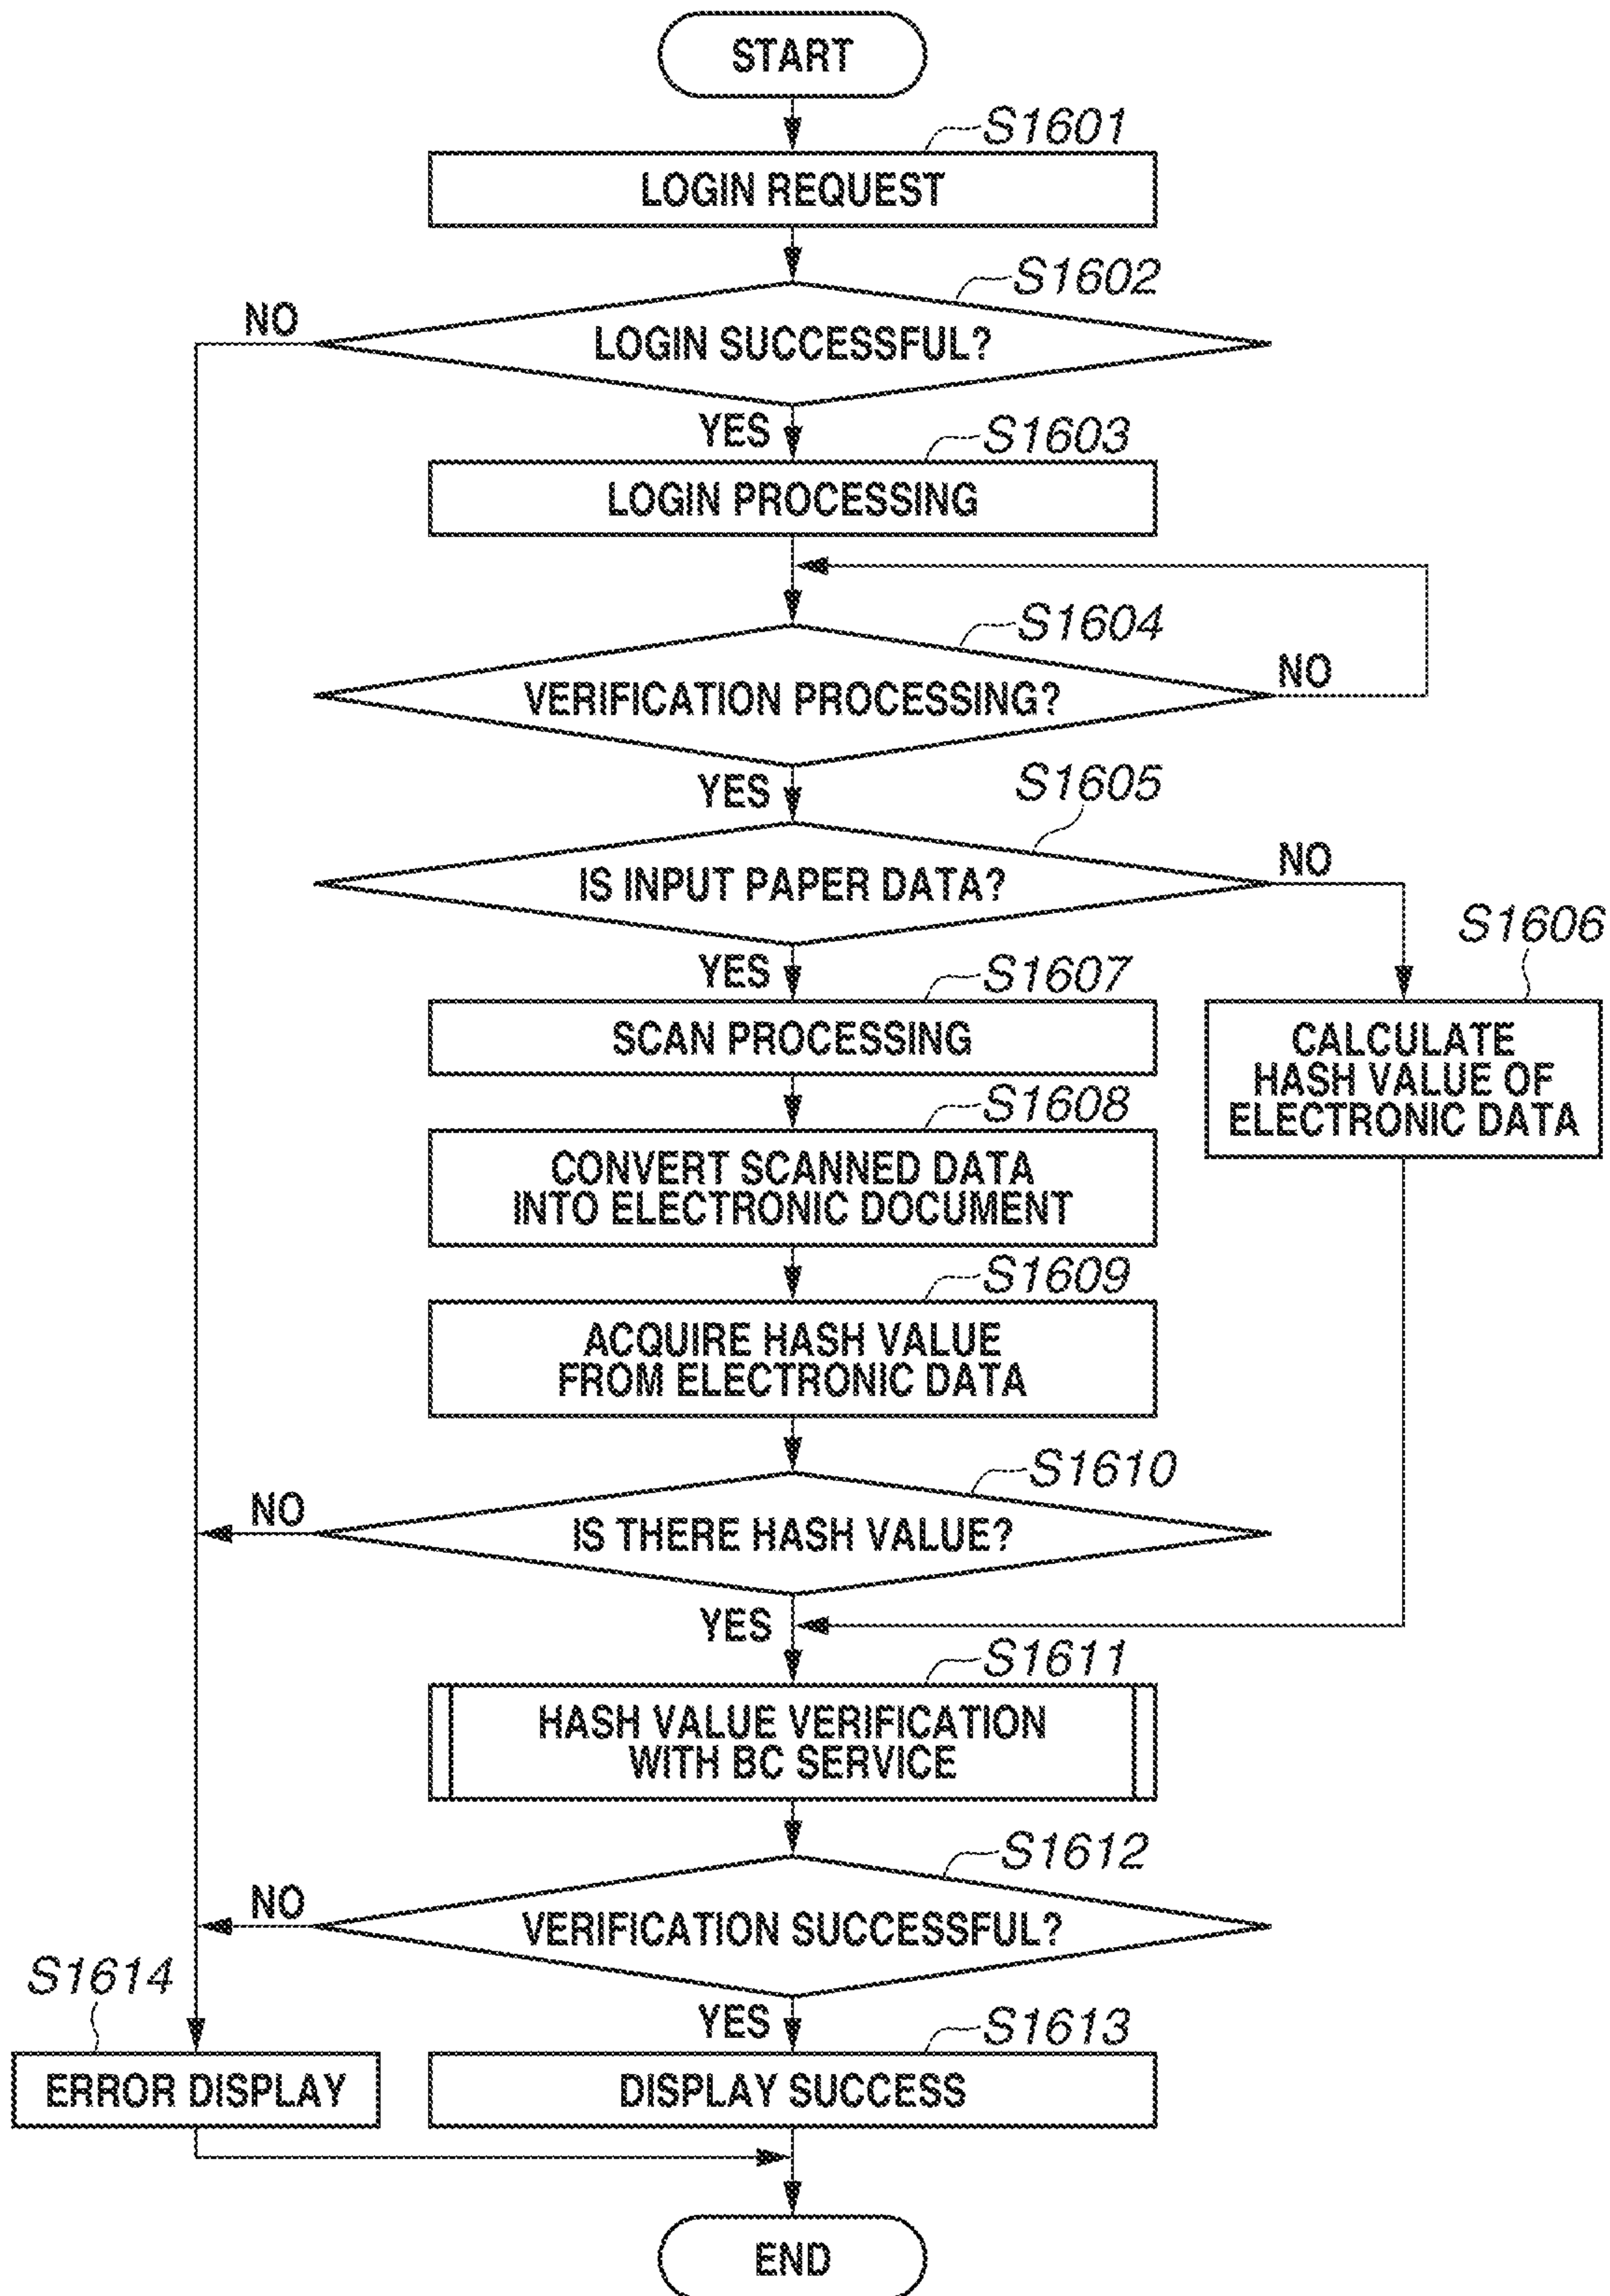 START
S1601
LOGIN REQUEST
S1602
NO
LOGIN SUCCESSFUL?
YES
S1603
LOGIN PROCESSING
S1604
VERIFICATION PROCESSING?
NO
YES
S1605
IS INPUT PAPER DATA?
NO
S1606
YES
S1607
SCAN PROCESSING
CALCULATE
HASH VALUE OF
ELECTRONIC DATA
S1608
CONVERT SCANNED DATA
INTO ELECTRONIC DOCUMENT
S1609
ACQUIRE HASH VALUE
FROM ELECTRONIC DATA
S1610
NO
IS THERE HASH VALUE?
YES
S1611
HASH VALUE VERIFICATION
WITH BC SERVICE
S1612
NO
VERIFICATION SUCCESSFUL?
S1614
YES
S1613
ERROR DISPLAY
DISPLAY SUCCESS
END